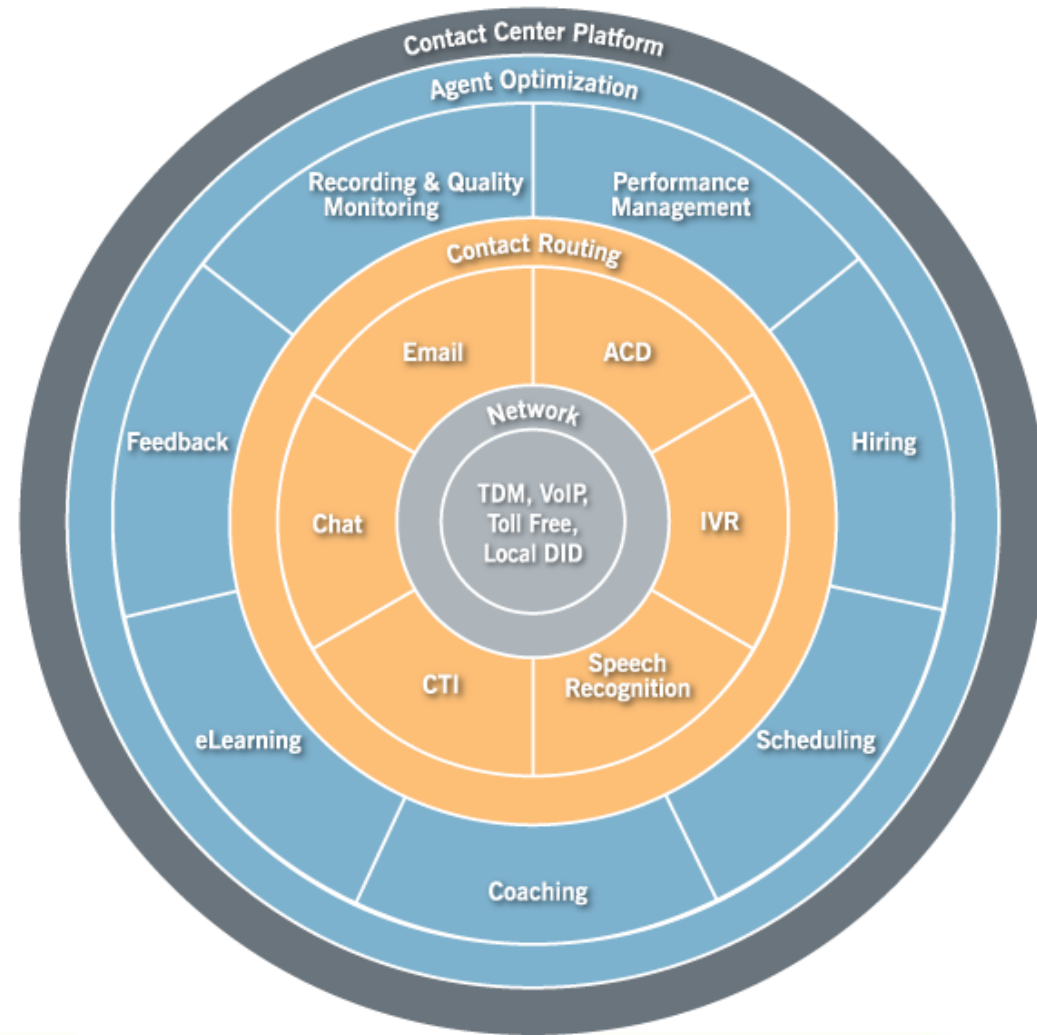 Contact Center Platform
Agent Optimization
Recording & Quality
Monitoring
Performance
Management
Contact Routing
Email
ACD
Network
Feedback
Hiring
TDM, VoIP,
Toll Free,
Local DID
Chat
IVR
CTI
Speech
Recognition
eLearning
Scheduling
Coaching